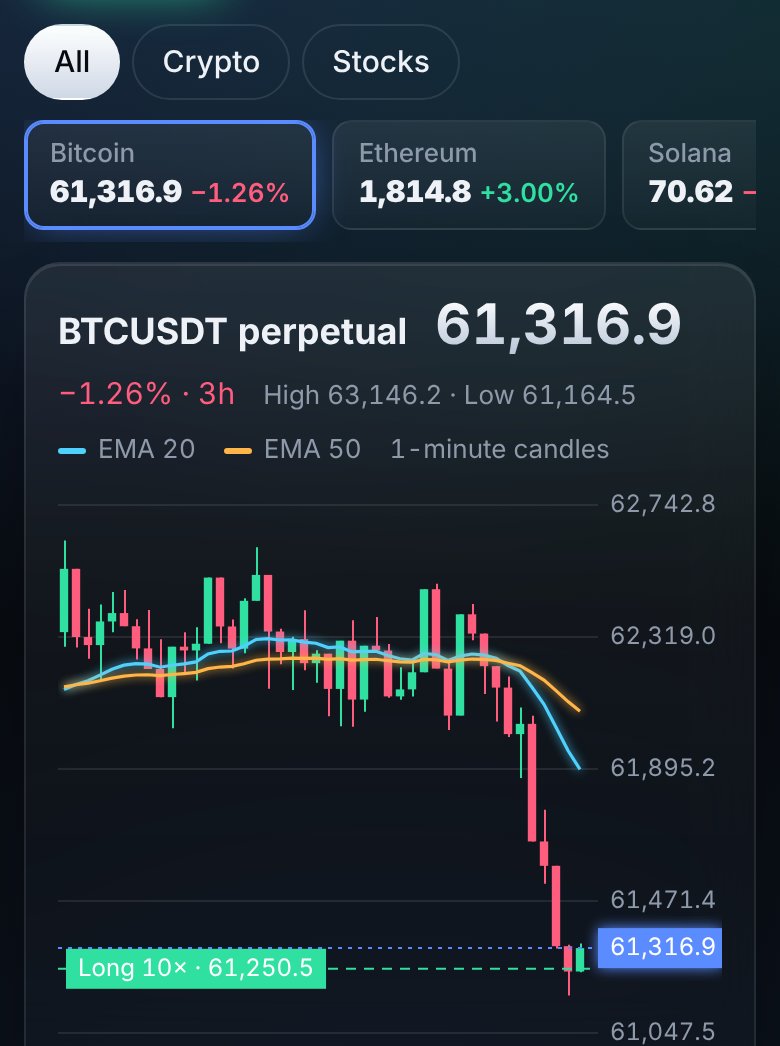 All Crypto Stocks
Bitcoin Ethereum Solana
61,316.9 −1.26% 1,814.8 +3.00% 70.62 −
BTCUSDT perpetual 61,316.9
−1.26% · 3h High 63,146.2 · Low 61,164.5
EMA 20 EMA 50 1-minute candles
62,742.8
62,319.0
61,895.2
61,471.4
61,316.9
Long 10× · 61,250.5
61,047.5